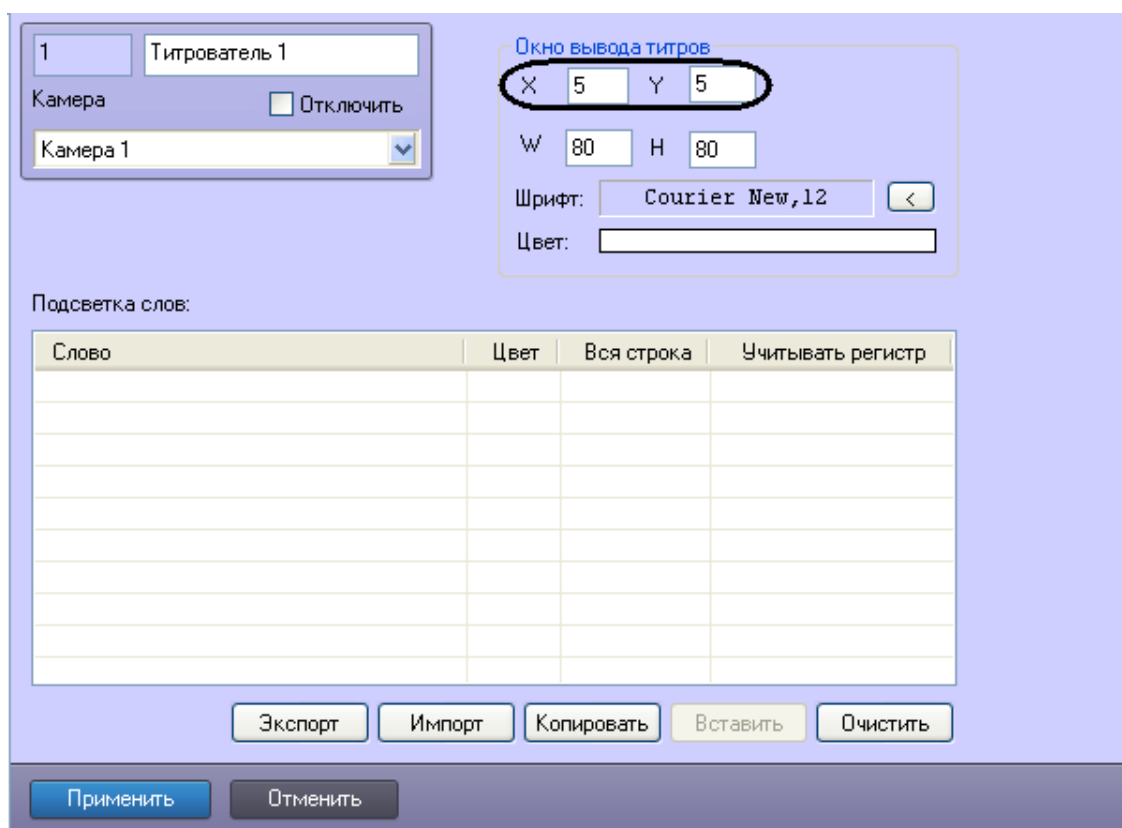 1 Титрователь 1
Камера Отключить
Камера 1
Окно вывода титров
X 5 Y 5
W 80 H 80
Шрифт: Courier New,12 <
Цвет:
Подсветка слов:
Слово Цвет Вся строка Учитывать регистр
Экспорт Импорт Копировать Вставить Очистить
Применить Отменить